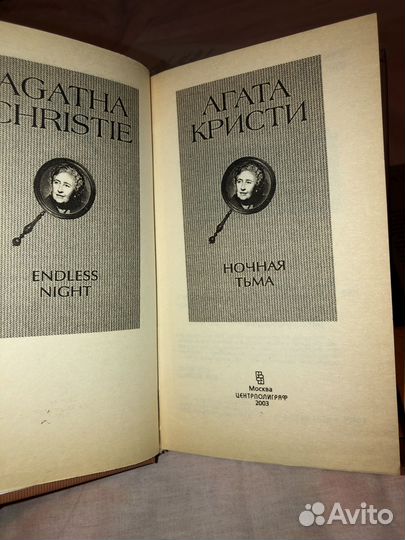 AGATHA
CHRISTIE
ENDLESS
NIGHT
АГАТА
КРИСТИ
НОЧНАЯ
ТЬМА
Москва
ЦЕНТРПОЛИГРАФ
2003
Avito